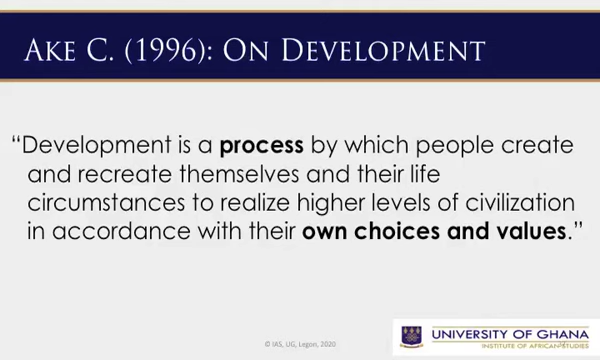 AKE C. (1996): ON DEVELOPMENT
“Development is a process by which people create
and recreate themselves and their life
circumstances to realize higher levels of civilization
in accordance with their own choices and values.”
© IAS, UG, Legon, 2020
UNIVERSITY OF GHANA
INSTITUTE OF AFRICAN STUDIES